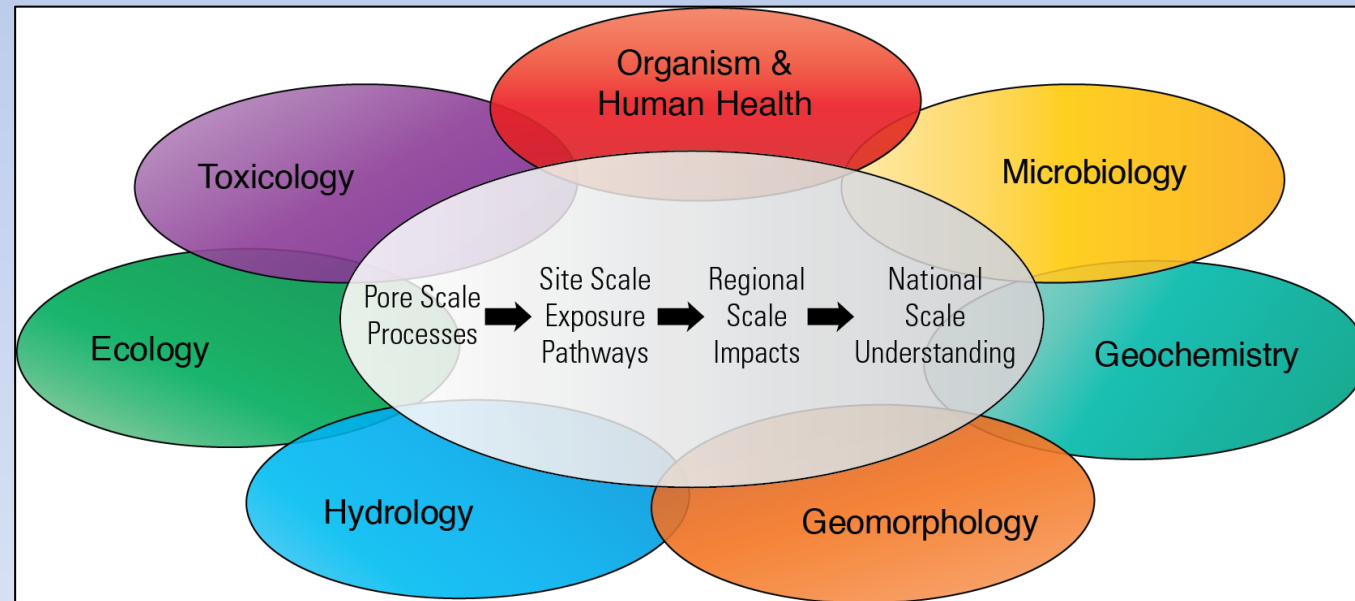 Organism &
Human Health
Toxicology
Microbiology
Pore Scale
Processes
Site Scale
Exposure
Pathways
Regional
Scale
Impacts
National
Scale
Understanding
Ecology
Geochemistry
Hydrology
Geomorphology